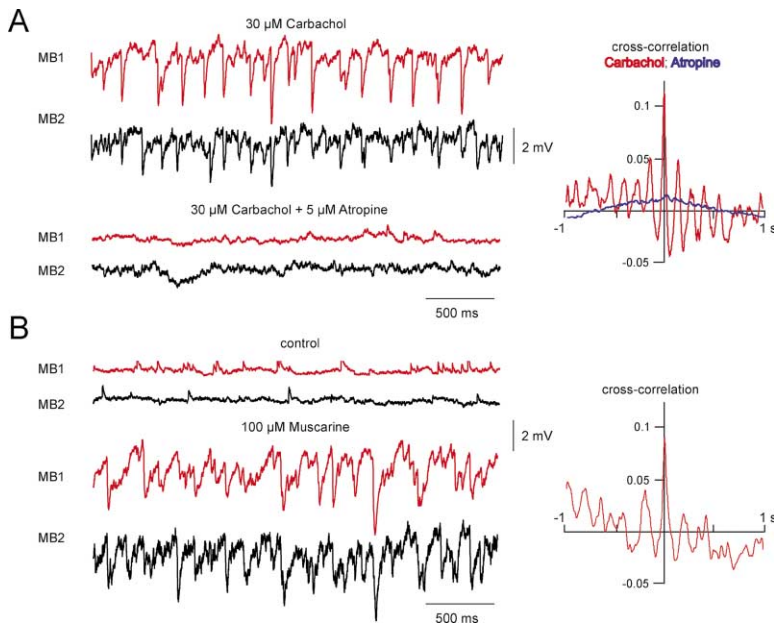 A
30 µM Carbachol
MB1
MB2
2 mV
30 µM Carbachol + 5 µM Atropine
MB1
MB2
500 ms
cross-correlation
Carbachol: Atropine
0.1
0.05
-1
1 s
-0.05
B
control
MB1
MB2
100 µM Muscarine
2 mV
MB1
MB2
500 ms
cross-correlation
0.1
0.05
-1
1 s
-0.05